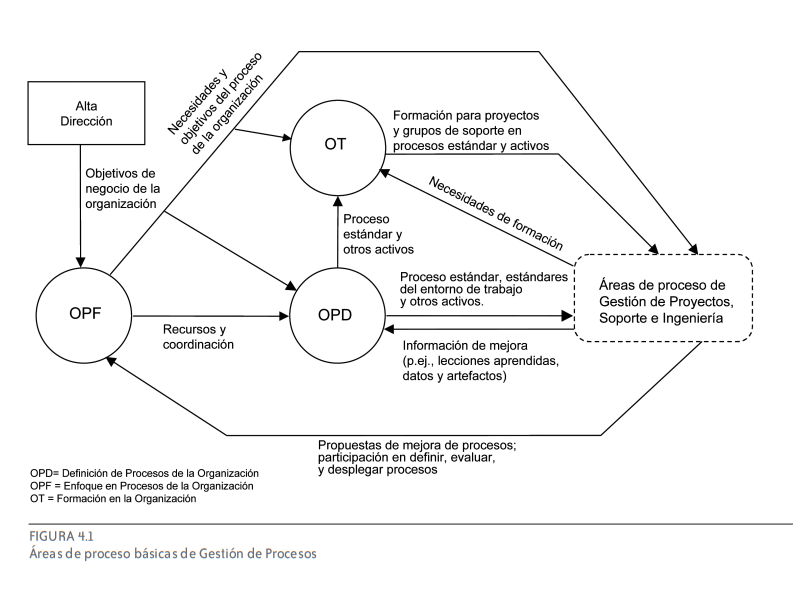 Alta
Dirección
Objetivos de
negocio de la
organización
Necesidades y
objetivos del proceso
de la organización
OT
Formación para proyectos
y grupos de soporte en
procesos estándar y activos
Necesidades de formación
Proceso
estándar y
otros activos
OPF
Recursos y
coordinación
OPD
Proceso estándar, estándares
del entorno de trabajo
y otros activos.
Información de mejora
(p.ej., lecciones aprendidas,
datos y artefactos)
Áreas de proceso de
Gestión de Proyectos,
Soporte e Ingeniería
Propuestas de mejora de procesos;
participación en definir, evaluar,
y desplegar procesos
OPD= Definición de Procesos de la Organización
OPF = Enfoque en Procesos de la Organización
OT = Formación en la Organización
FIGURA 4.1
Áreas de proceso básicas de Gestión de Procesos